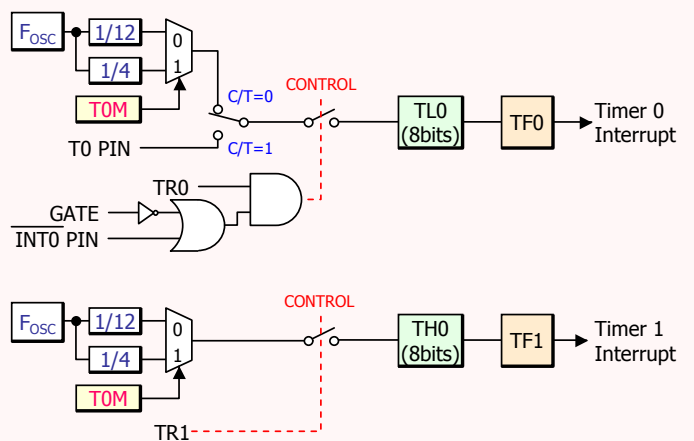 FOSC
1/12
0
1/4
1
T0M
C/T=0
CONTROL
TL0
(8bits)
TF0
Timer 0
Interrupt
T0 PIN
C/T=1
TR0
GATE
INT0 PIN
FOSC
1/12
0
1/4
1
T0M
CONTROL
TH0
(8bits)
TF1
Timer 1
Interrupt
TR1